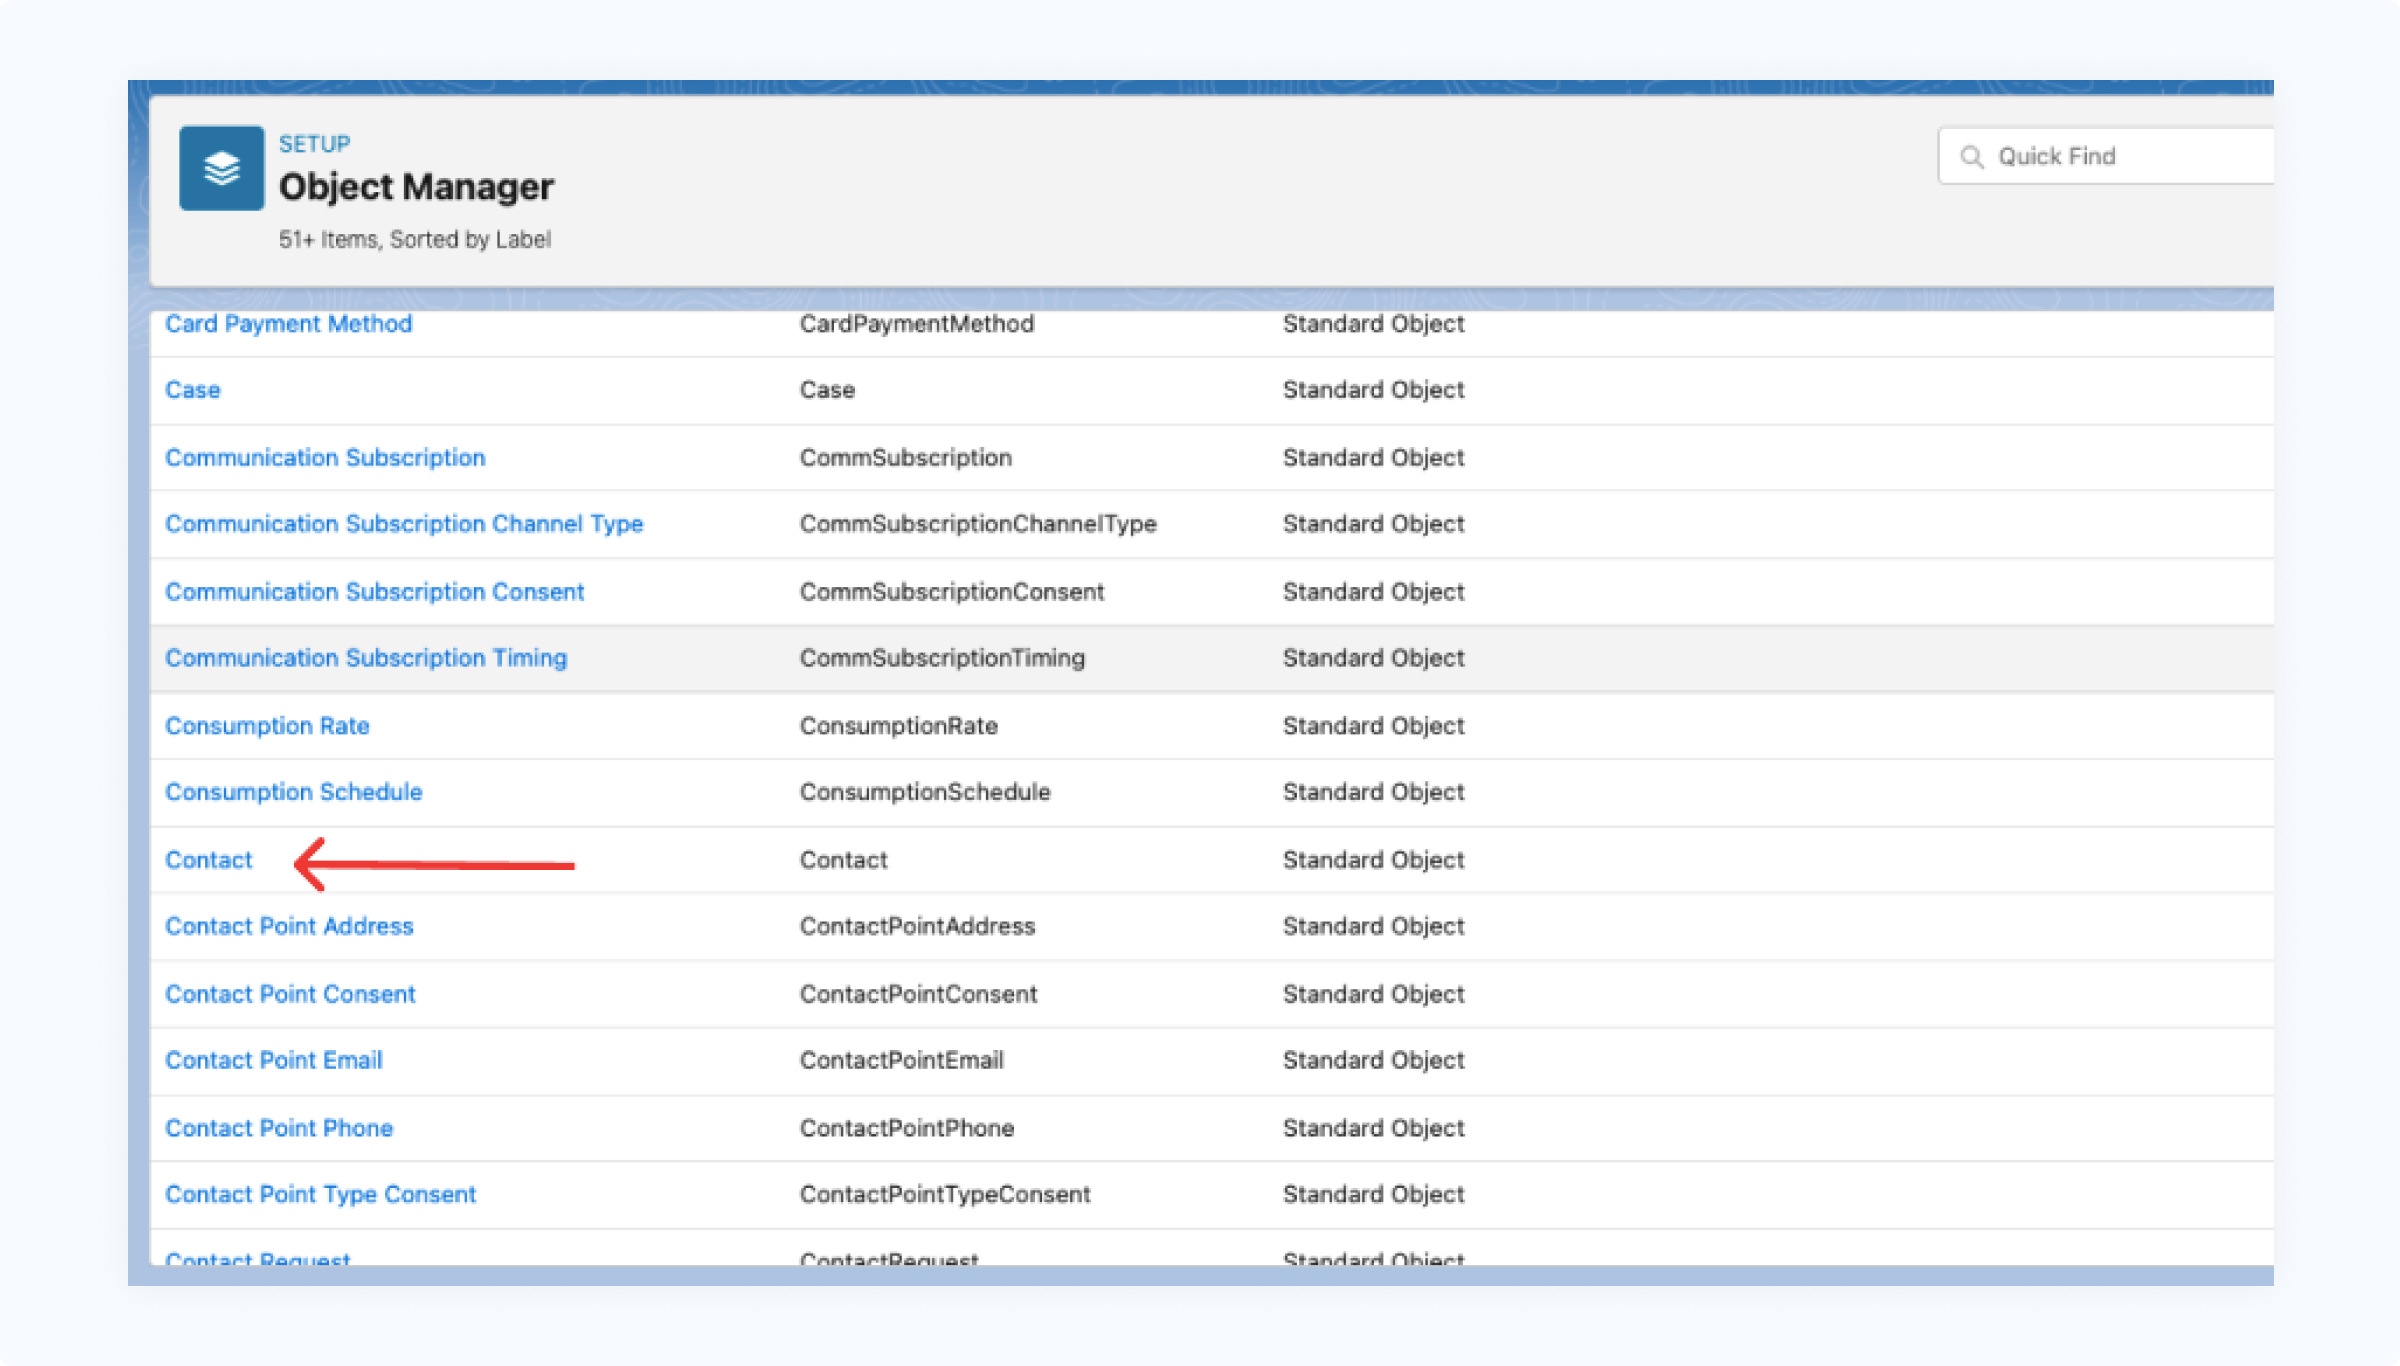 SETUP
Object Manager
51+ Items, Sorted by Label
Quick Find
Card Payment Method CardPaymentMethod Standard Object
Case Case Standard Object
Communication Subscription CommSubscription Standard Object
Communication Subscription Channel Type CommSubscriptionChannelType Standard Object
Communication Subscription Consent CommSubscriptionConsent Standard Object
Communication Subscription Timing CommSubscriptionTiming Standard Object
Consumption Rate ConsumptionRate Standard Object
Consumption Schedule ConsumptionSchedule Standard Object
Contact Contact Standard Object
Contact Point Address ContactPointAddress Standard Object
Contact Point Consent ContactPointConsent Standard Object
Contact Point Email ContactPointEmail Standard Object
Contact Point Phone ContactPointPhone Standard Object
Contact Point Type Consent ContactPointTypeConsent Standard Object
Contact Request ContactRequest Standard Object